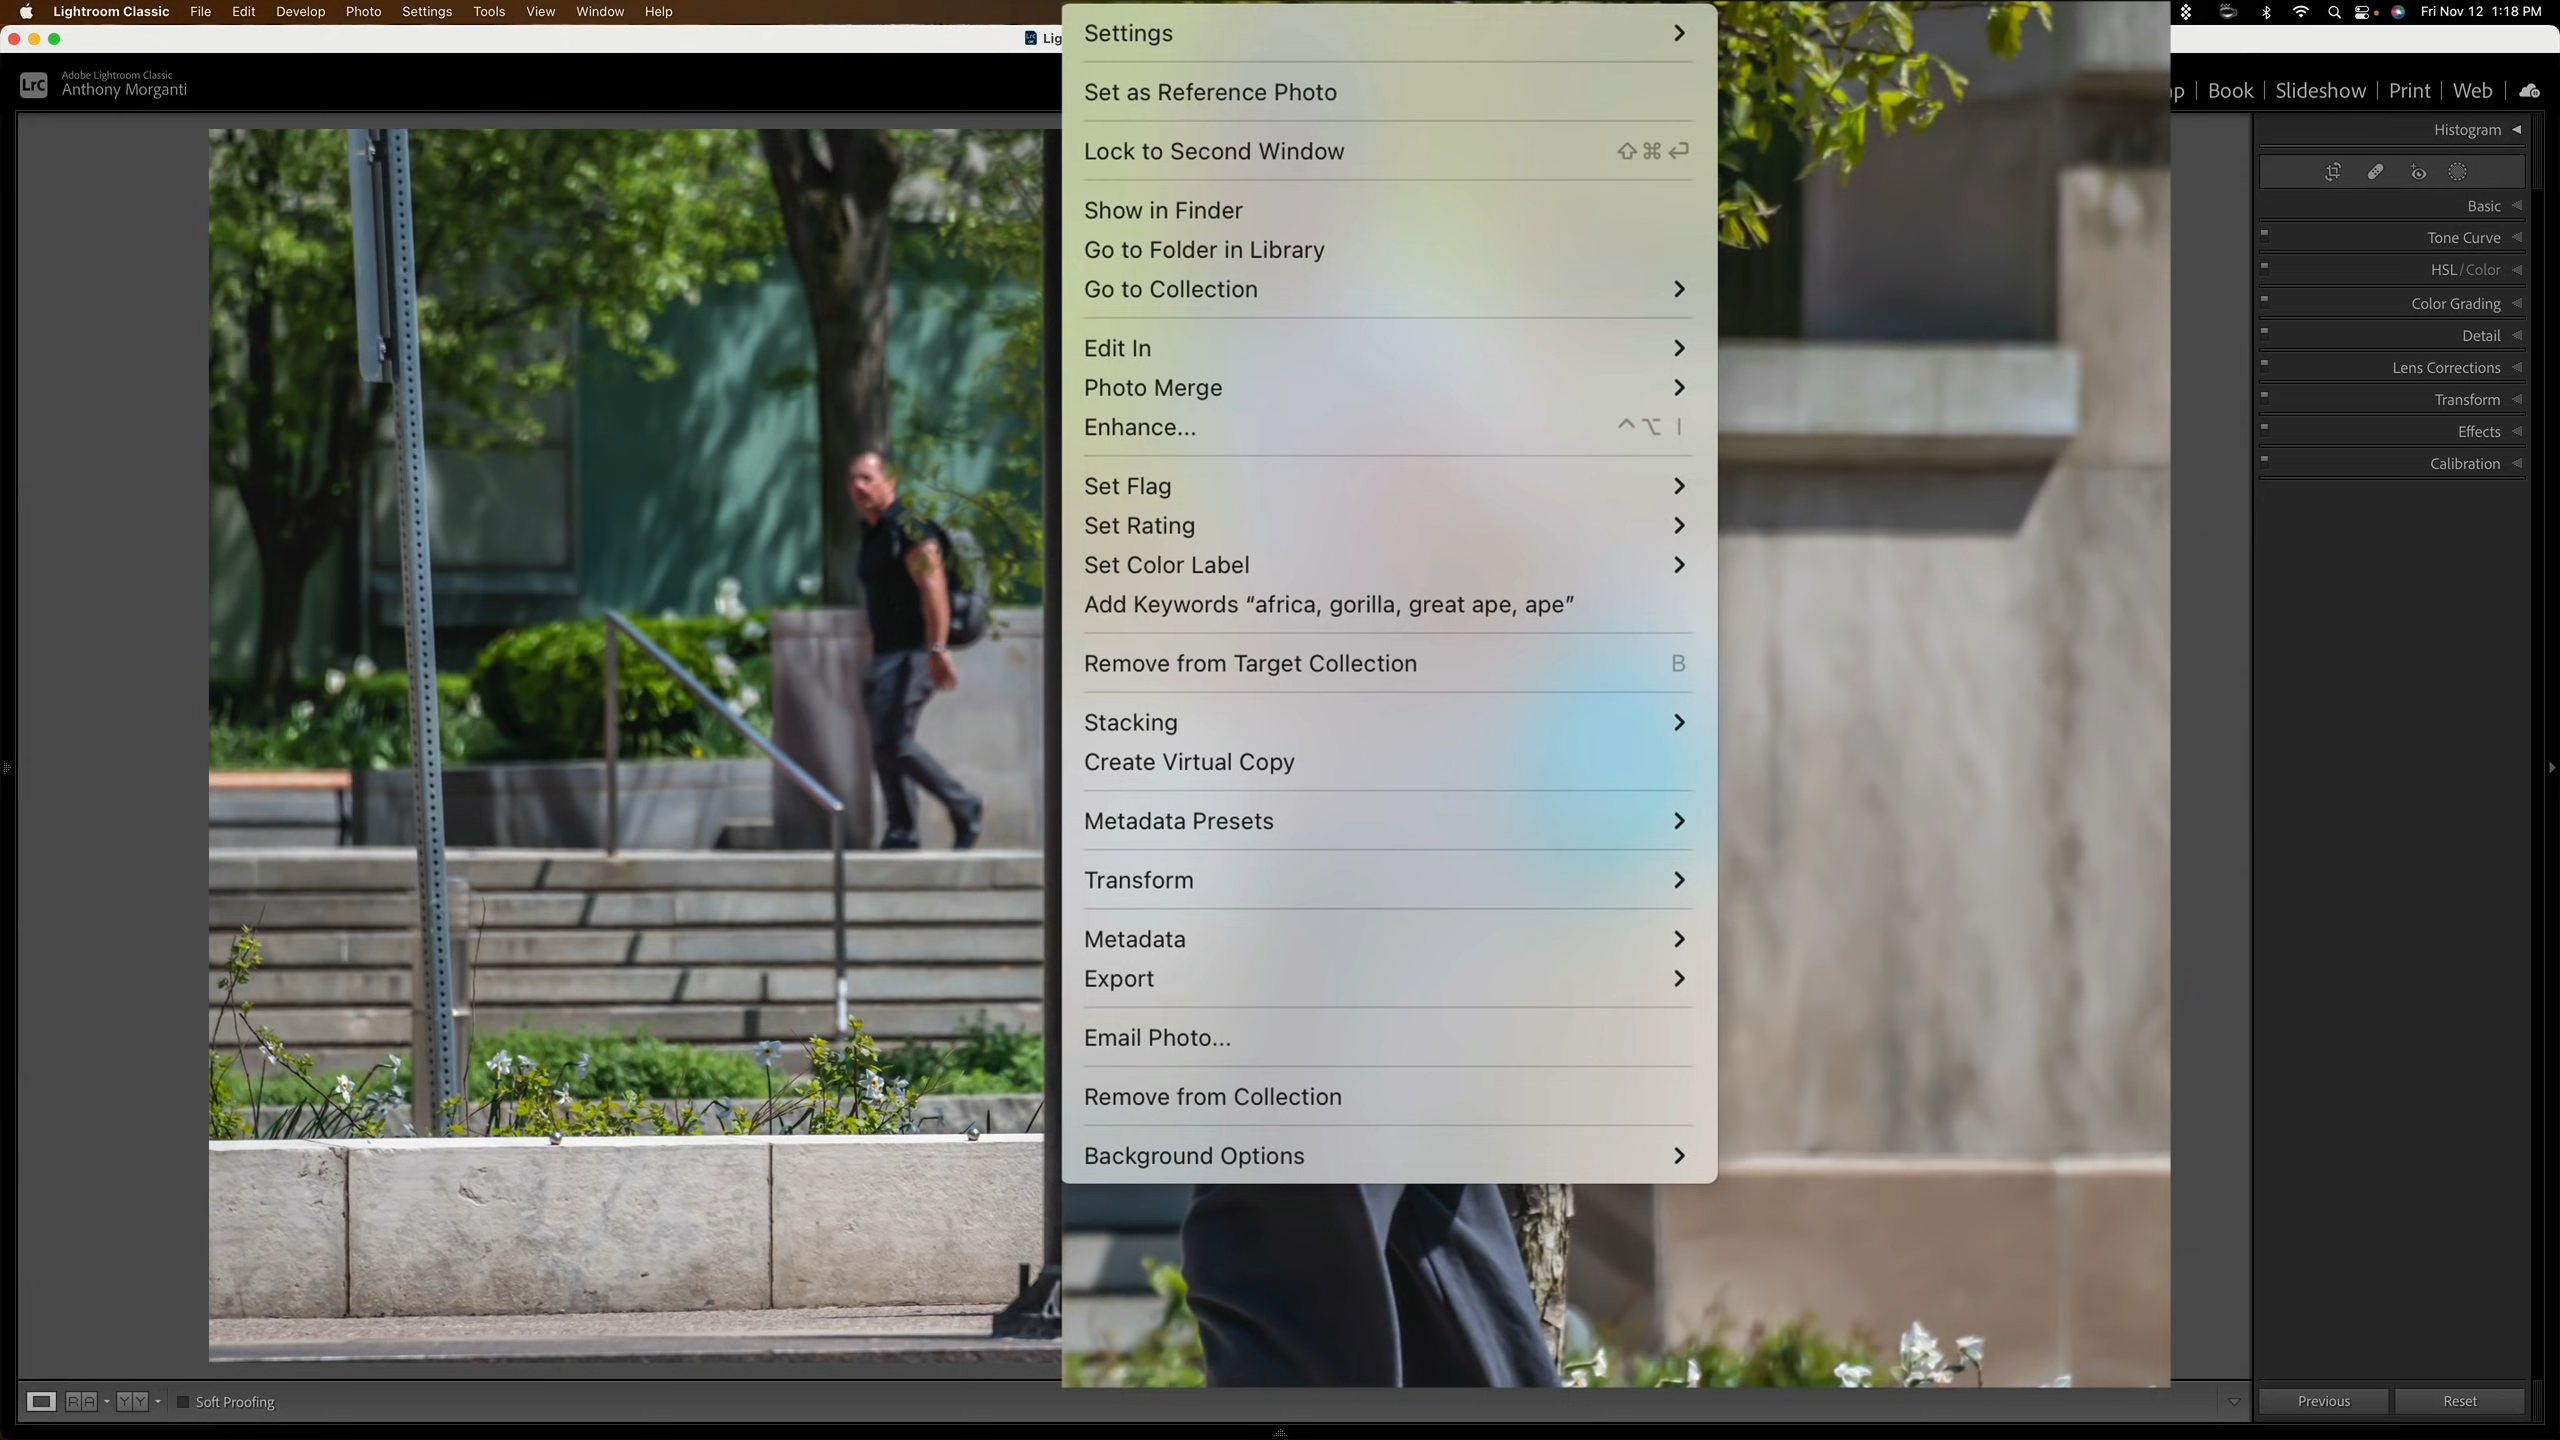 Lightroom Classic File Edit Develop Photo Settings Tools View Window Help
Fri Nov 12 1:18 PM
Lig
LrC
Adobe Lightroom Classic
Anthony Morganti
p | Book | Slideshow | Print | Web
Settings
Set as Reference Photo
Lock to Second Window ⇧⌘↩
Show in Finder
Go to Folder in Library
Go to Collection
Edit In
Photo Merge
Enhance... ^⌥ I
Set Flag
Set Rating
Set Color Label
Add Keywords “africa, gorilla, great ape, ape”
Remove from Target Collection B
Stacking
Create Virtual Copy
Metadata Presets
Transform
Metadata
Export
Email Photo...
Remove from Collection
Background Options
Histogram
Basic
Tone Curve
HSL / Color
Color Grading
Detail
Lens Corrections
Transform
Effects
Calibration
RA YY Soft Proofing
Previous Reset